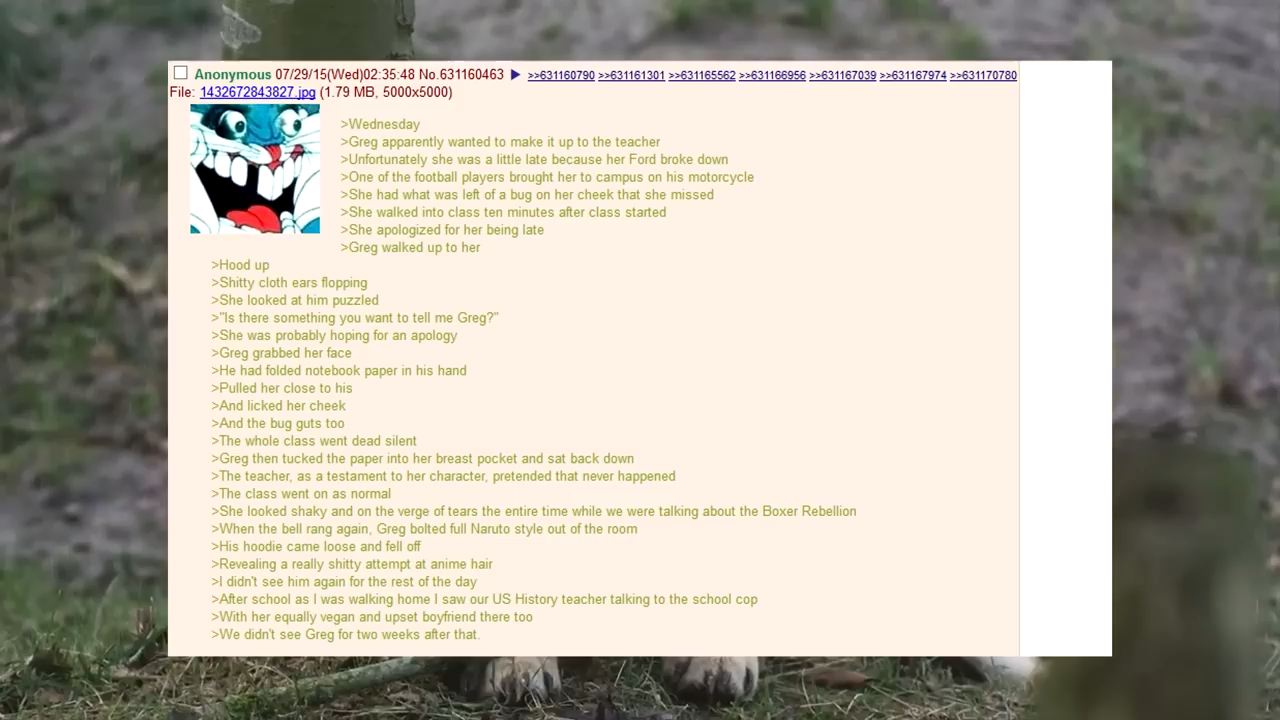 Anonymous 07/29/15(Wed)02:35:48 No.631160463 ▶ >>631160790 >>631161301 >>631165562 >>631166956 >>631167039 >>631167974 >>631170780
File: 1432672843827.jpg (1.79 MB, 5000x5000)
>Wednesday
>Greg apparently wanted to make it up to the teacher
>Unfortunately she was a little late because her Ford broke down
>One of the football players brought her to campus on his motorcycle
>She had what was left of a bug on her cheek that she missed
>She walked into class ten minutes after class started
>She apologized for her being late
>Greg walked up to her
>Hood up
>Shitty cloth ears flopping
>She looked at him puzzled
>"Is there something you want to tell me Greg?"
>She was probably hoping for an apology
>Greg grabbed her face
>He had folded notebook paper in his hand
>Pulled her close to his
>And licked her cheek
>And the bug guts too
>The whole class went dead silent
>Greg then tucked the paper into her breast pocket and sat back down
>The teacher, as a testament to her character, pretended that never happened
>The class went on as normal
>She looked shaky and on the verge of tears the entire time while we were talking about the Boxer Rebellion
>When the bell rang again, Greg bolted full Naruto style out of the room
>His hoodie came loose and fell off
>Revealing a really shitty attempt at anime hair
>I didn't see him again for the rest of the day
>After school as I was walking home I saw our US History teacher talking to the school cop
>With her equally vegan and upset boyfriend there too
>We didn't see Greg for two weeks after that.